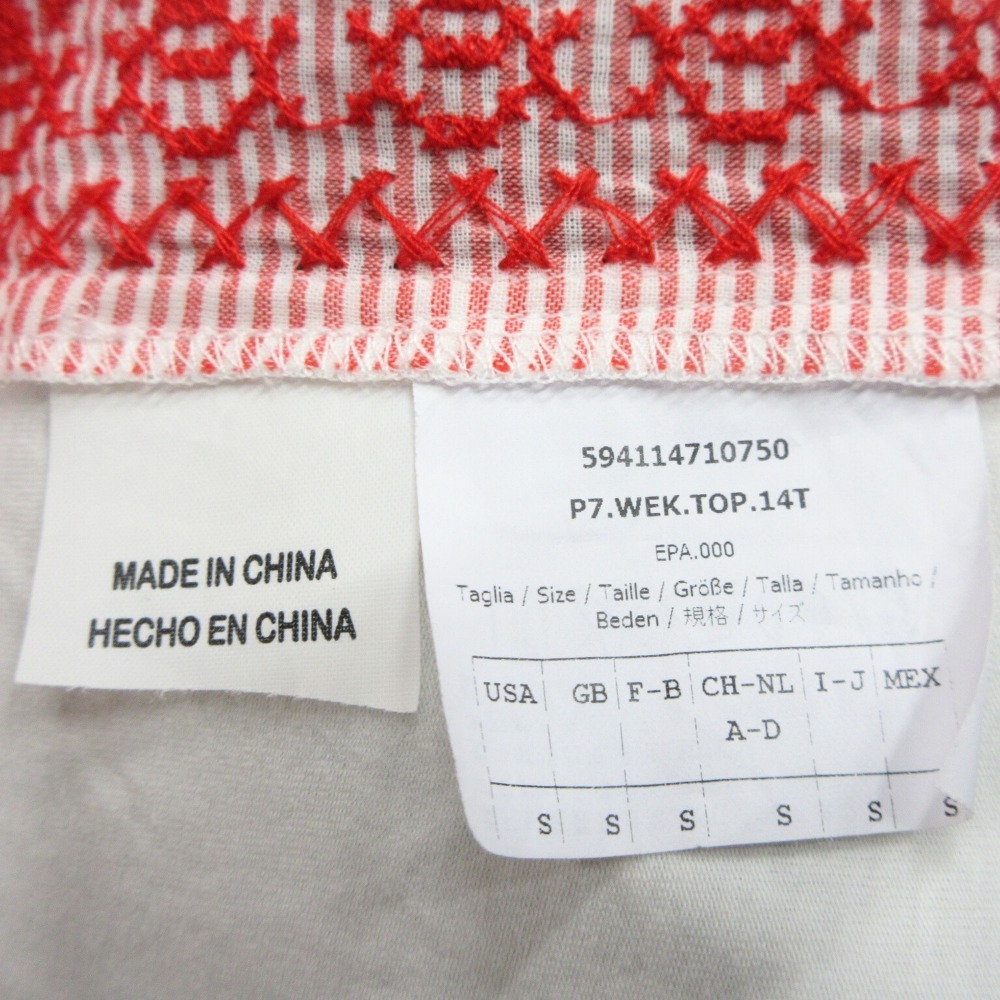 MADE IN CHINA
HECHO EN CHINA
594114710750
P7.WEK.TOP.14T
EPA.000
Taglia / Size / Taille / Größe / Talla / Tamanho /
Beden / 規格 / サイズ
USA GB F-B CH-NL I-J MEX
A-D
S S S S S S